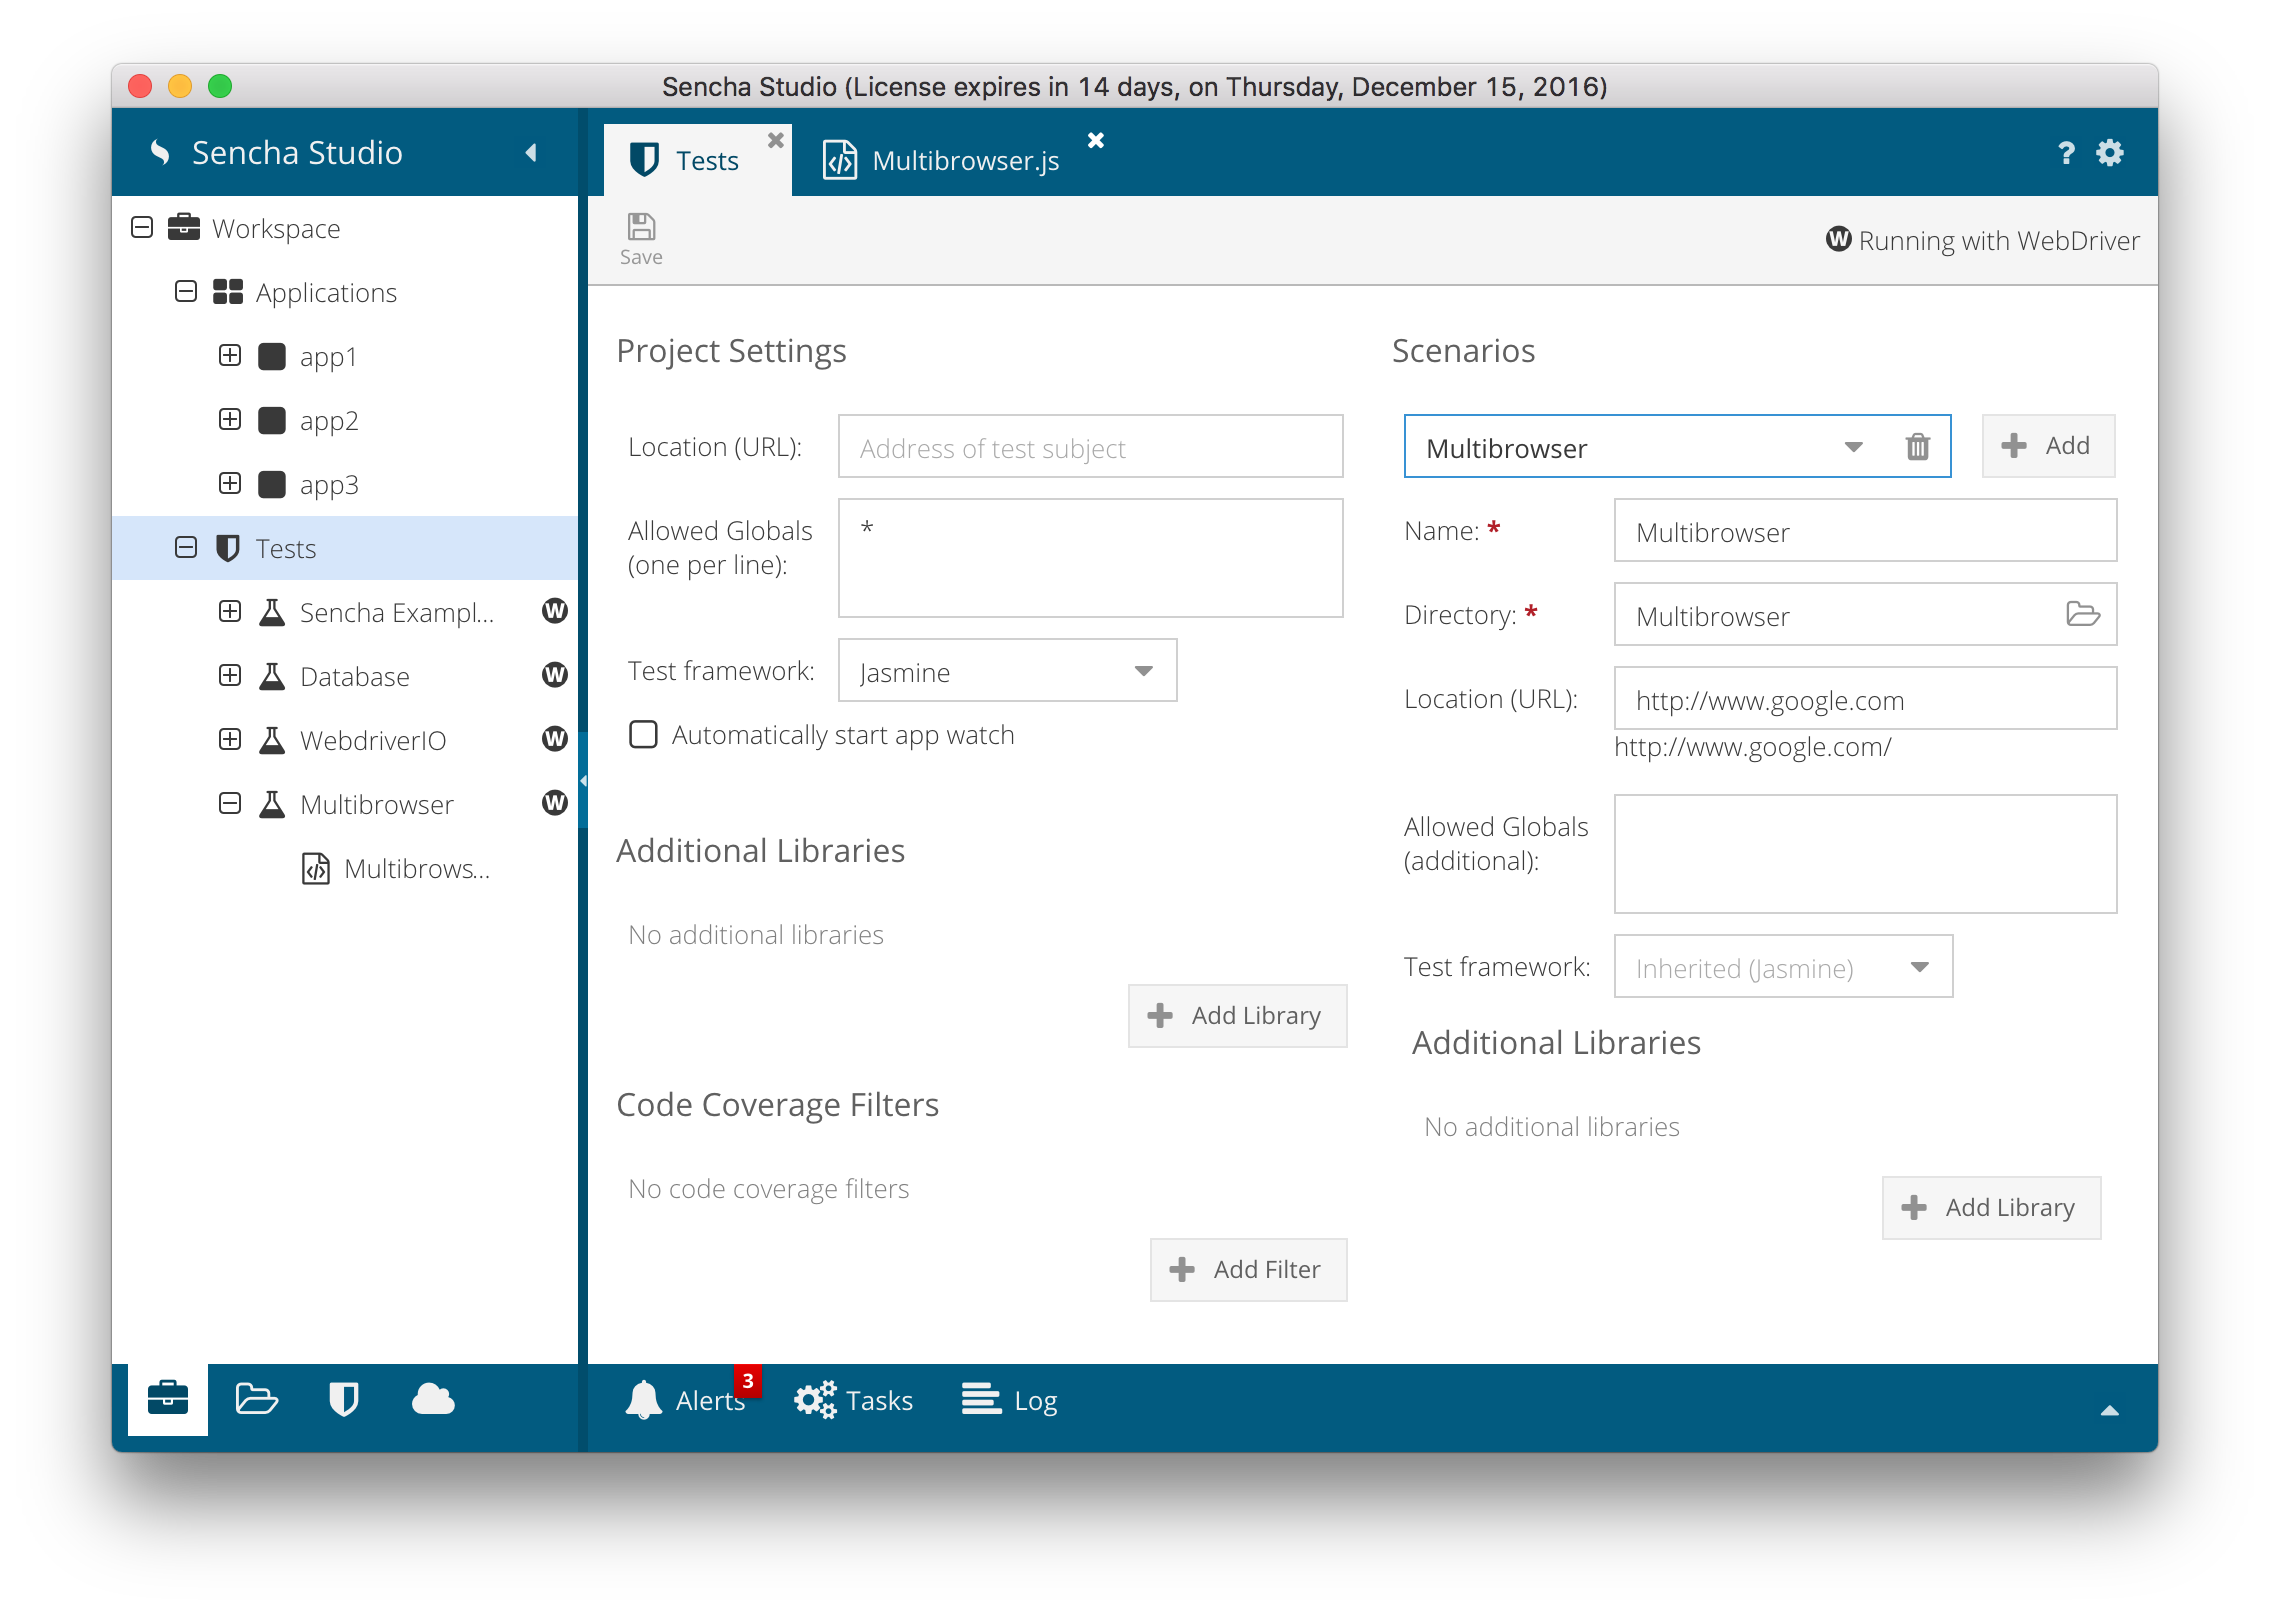 Sencha Studio (License expires in 14 days, on Thursday, December 15, 2016)
Sencha Studio
Tests
Multibrowser.js
?
Workspace
Applications
app1
app2
app3
Tests
Sencha Exampl...
W
Database
W
WebdriverIO
W
Multibrowser
W
Multibrows...
Save
W Running with WebDriver
Project Settings
Location (URL):
Address of test subject
Allowed Globals
(one per line):
*
Test framework:
Jasmine
Automatically start app watch
Additional Libraries
No additional libraries
Add Library
Code Coverage Filters
No code coverage filters
Add Filter
Scenarios
Multibrowser
Add
Name: *
Multibrowser
Directory: *
Multibrowser
Location (URL):
http://www.google.com
http://www.google.com/
Allowed Globals
(additional):
Test framework:
Inherited (Jasmine)
Additional Libraries
No additional libraries
Add Library
Alerts
3
Tasks
Log